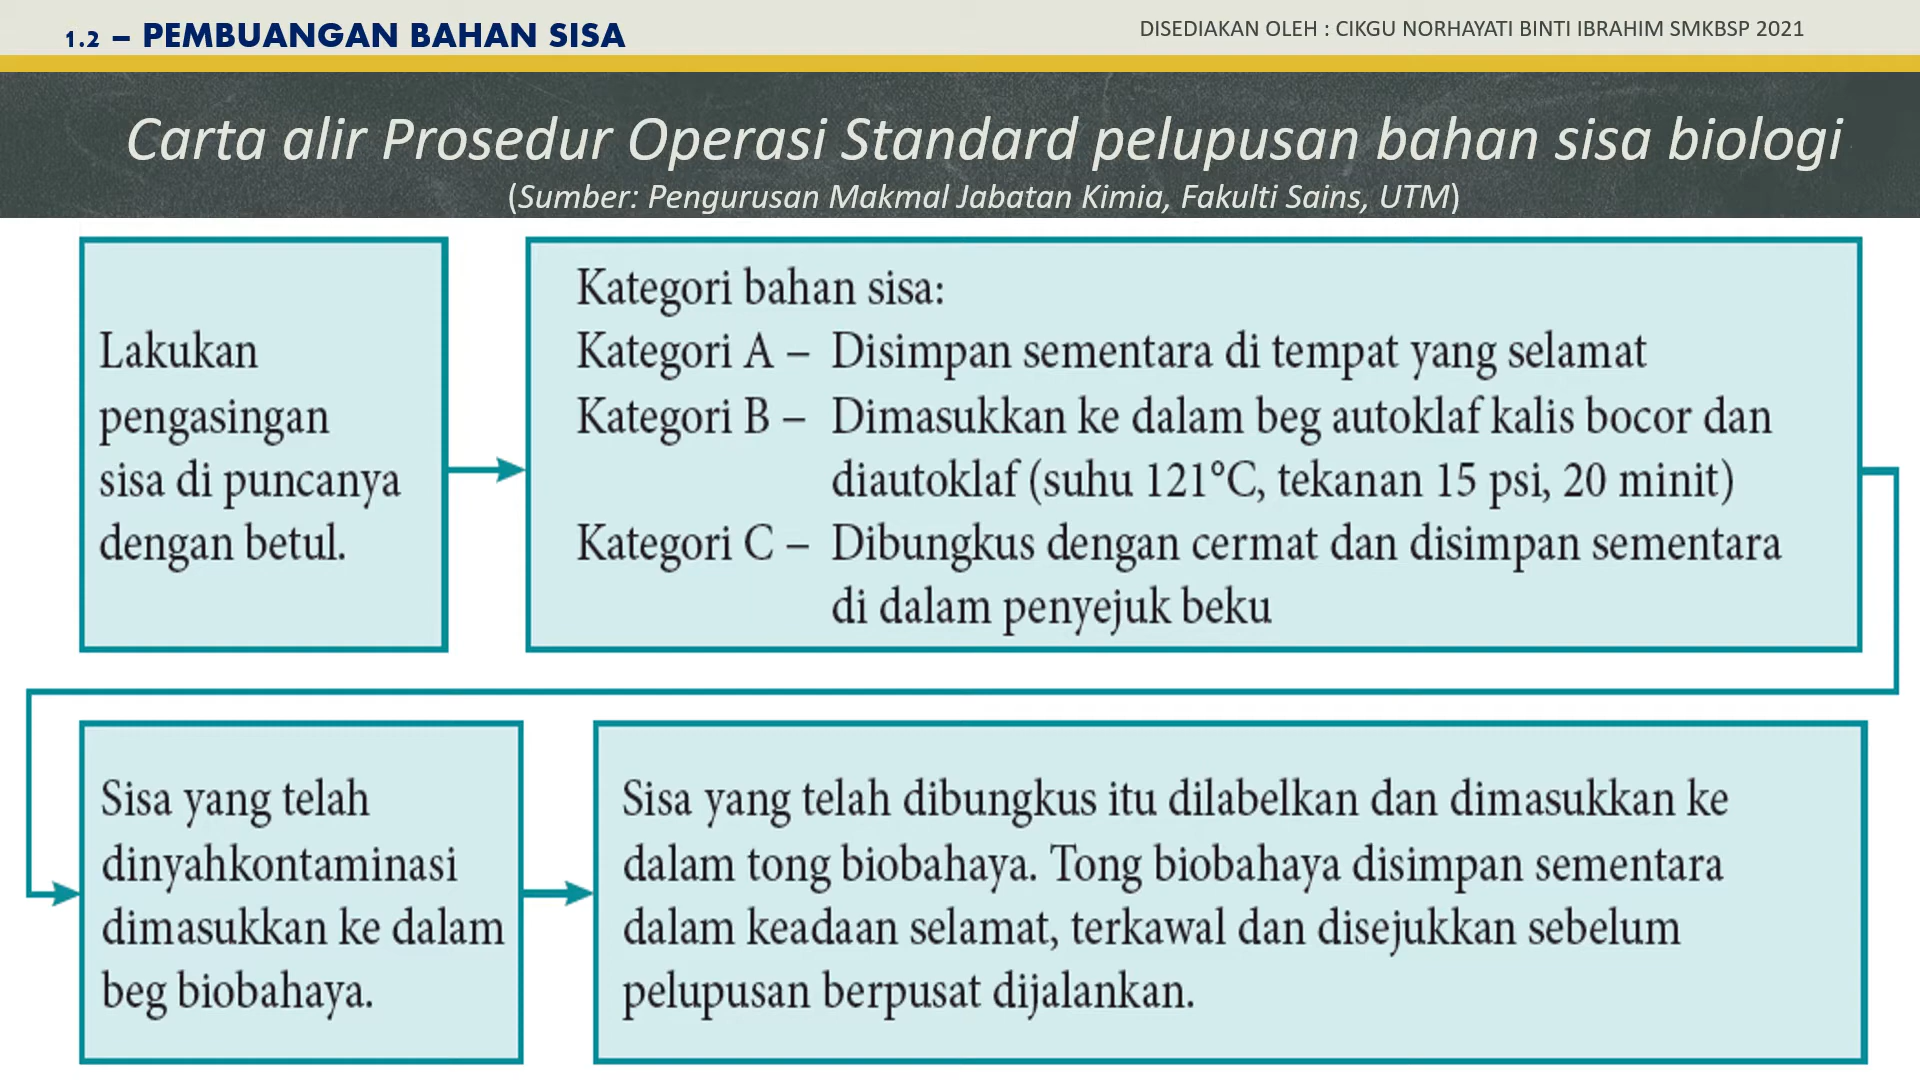 1.2 – PEMBUANGAN BAHAN SISA
DISEDIAKAN OLEH : CIKGU NORHAYATI BINTI IBRAHIM SMKBSP 2021
Carta alir Prosedur Operasi Standard pelupusan bahan sisa biologi
(Sumber: Pengurusan Makmal Jabatan Kimia, Fakulti Sains, UTM)
Lakukan
pengasingan
sisa di puncanya
dengan betul.
Kategori bahan sisa:
Kategori A – Disimpan sementara di tempat yang selamat
Kategori B – Dimasukkan ke dalam beg autoklaf kalis bocor dan
diautoklaf (suhu 121°C, tekanan 15 psi, 20 minit)
Kategori C – Dibungkus dengan cermat dan disimpan sementara
di dalam penyejuk beku
Sisa yang telah
dinyahkontaminasi
dimasukkan ke dalam
beg biobahaya.
Sisa yang telah dibungkus itu dilabelkan dan dimasukkan ke
dalam tong biobahaya. Tong biobahaya disimpan sementara
dalam keadaan selamat, terkawal dan disejukkan sebelum
pelupusan berpusat dijalankan.